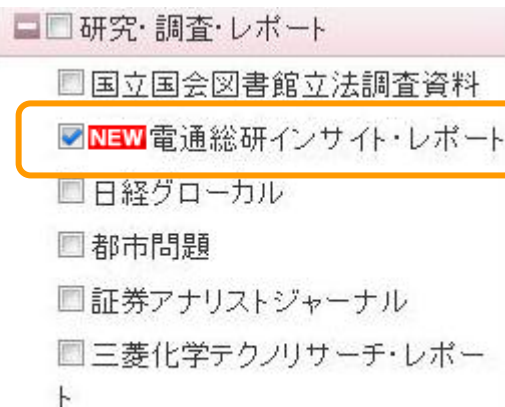 研究・調査・レポート
国立国会図書館立法調査資料
NEW電通総研インサイト・レポート
日経グローカル
都市問題
証券アナリストジャーナル
三菱化学テクノリサーチ・レポー
ト